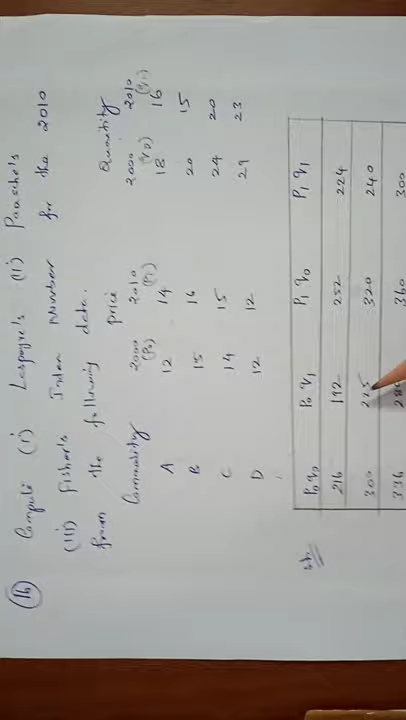 (16) Compute (i) Laspeyre's (ii) Paasche's
(iii) Fisher's Index Number for the 2010
from the following data.
Commodity Price Quantity
2000 (P0) 2010 (P1) 2000 (q0) 2010 (q1)
A 12 14 18 16
B 15 16 20 15
C 14 15 24 20
D 12 12 29 23
P0q0 P0q1 P1q0 P1q1
216 192 252 224
300 225 320 240
336 280 360 300